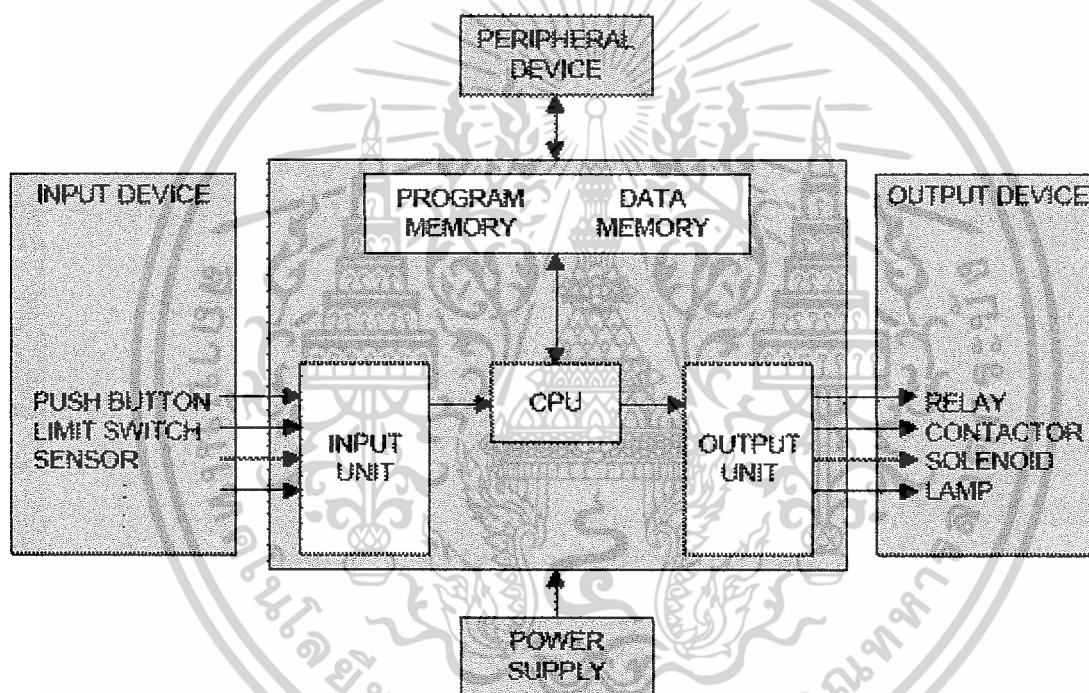 PERIPHERAL
DEVICE
INPUT DEVICE
PROGRAM
MEMORY
DATA
MEMORY
OUTPUT DEVICE
PUSH BUTTON
LIMIT SWITCH
SENSOR
INPUT
UNIT
CPU
OUTPUT
UNIT
RELAY
CONTACTOR
SOLENOID
LAMP
POWER
SUPPLY